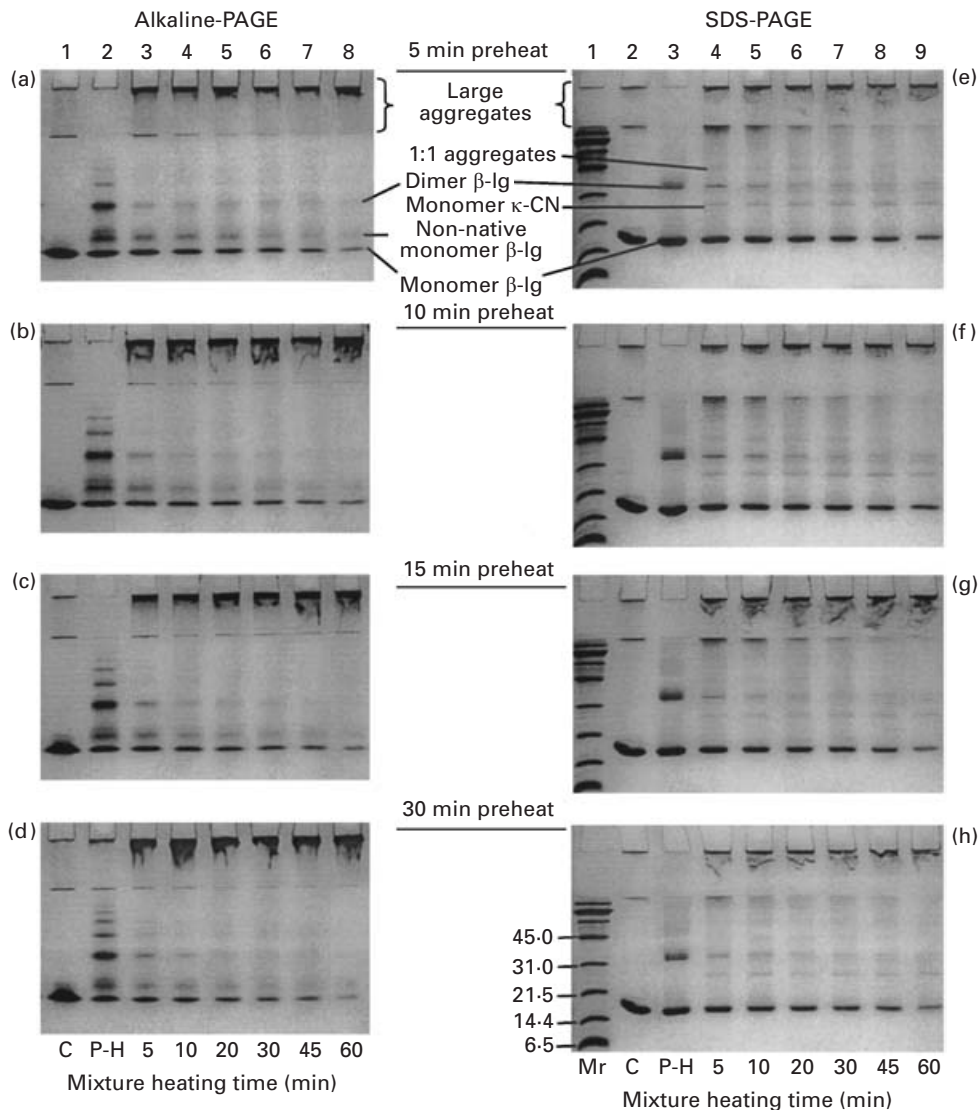 Alkaline-PAGE
SDS-PAGE
1 2 3 4 5 6 7 8
5 min preheat
1 2 3 4 5 6 7 8 9
(a)
(e)
Large
aggregates
1:1 aggregates
Dimer β-Ig
Monomer κ-CN
Non-native
monomer β-Ig
Monomer β-Ig
10 min preheat
(b)
(f)
15 min preheat
(c)
(g)
30 min preheat
(d)
(h)
45·0
31·0
21·5
14·4
6·5
C P-H 5 10 20 30 45 60
Mixture heating time (min)
Mr C P-H 5 10 20 30 45 60
Mixture heating time (min)